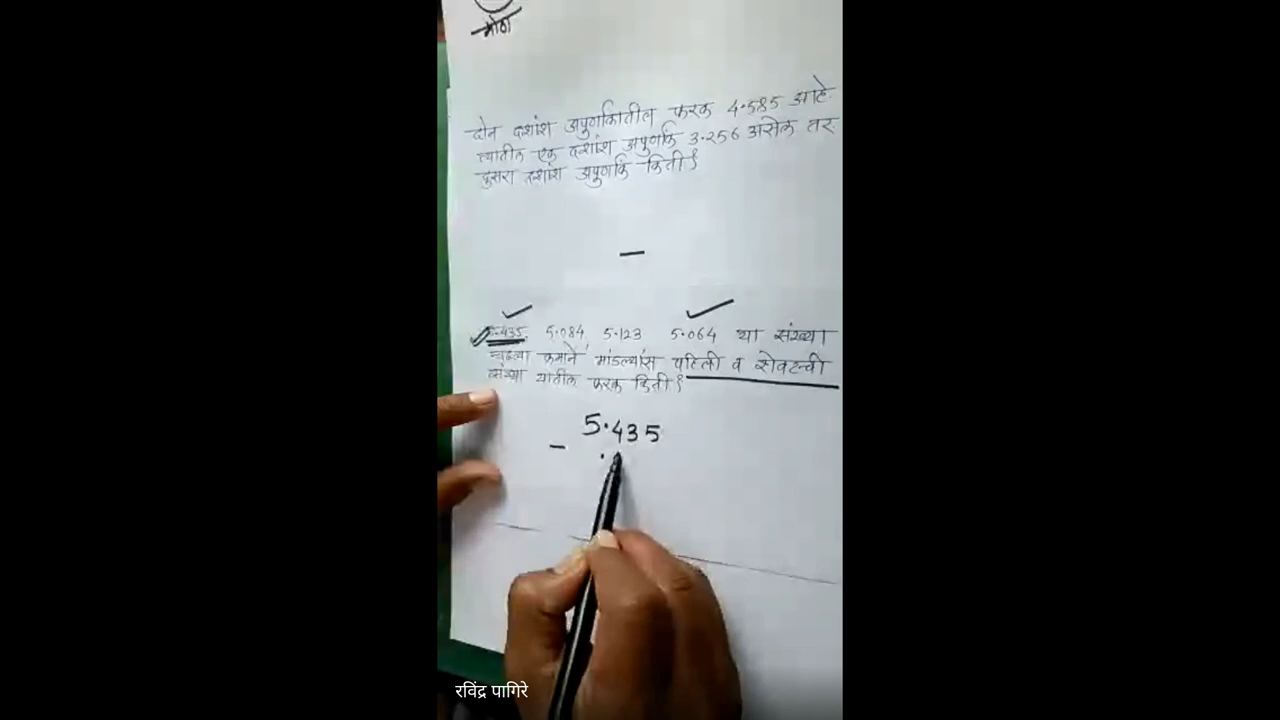 मोठा
दोन दशांश अपुर्णांकातील फरक 4.585 आहे.
त्यातील एक दशांश अपुर्णांक 3.256 असेल तर
दुसरा दशांश अपुर्णांक किती?
5.435, 5.084, 5.123 5.064 या संख्या
चढत्या क्रमाने मांडल्यास पहिली व शेवटची
संख्या यातील फरक किती?
5.435
-
.
रविंद्र पागिरे